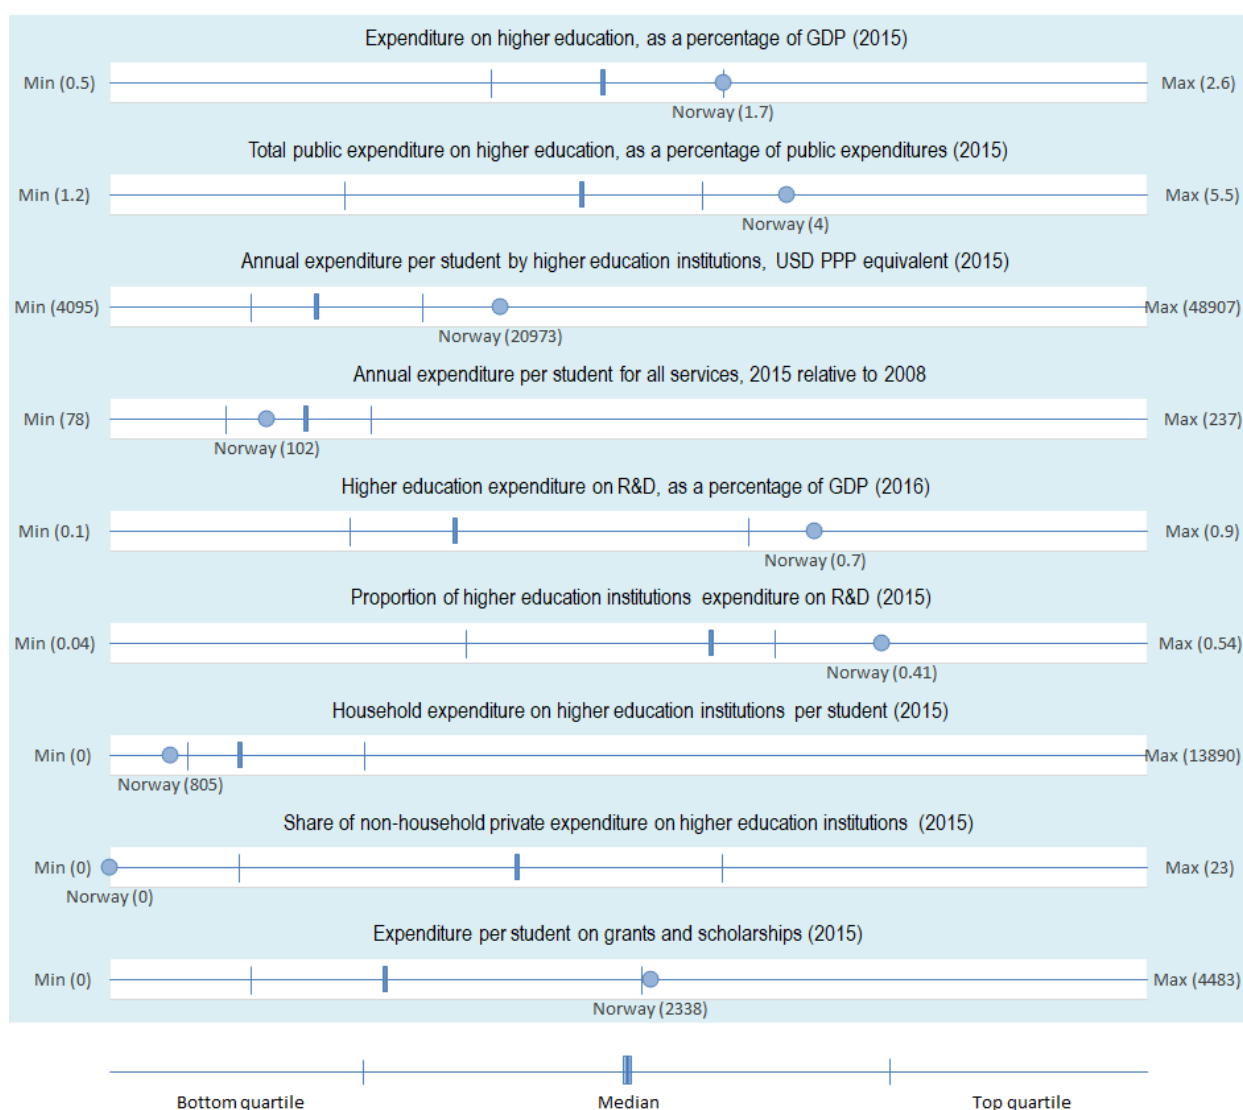 Expenditure on higher education, as a percentage of GDP (2015)
Min (0.5)
Max (2.6)
Norway (1.7)
Total public expenditure on higher education, as a percentage of public expenditures (2015)
Min (1.2)
Max (5.5)
Norway (4)
Annual expenditure per student by higher education institutions, USD PPP equivalent (2015)
Min (4095)
Max (48907)
Norway (20973)
Annual expenditure per student for all services, 2015 relative to 2008
Min (78)
Max (237)
Norway (102)
Higher education expenditure on R&D, as a percentage of GDP (2016)
Min (0.1)
Max (0.9)
Norway (0.7)
Proportion of higher education institutions expenditure on R&D (2015)
Min (0.04)
Max (0.54)
Norway (0.41)
Household expenditure on higher education institutions per student (2015)
Min (0)
Max (13890)
Norway (805)
Share of non-household private expenditure on higher education institutions (2015)
Min (0)
Max (23)
Norway (0)
Expenditure per student on grants and scholarships (2015)
Min (0)
Max (4483)
Norway (2338)
Bottom quartile Median Top quartile